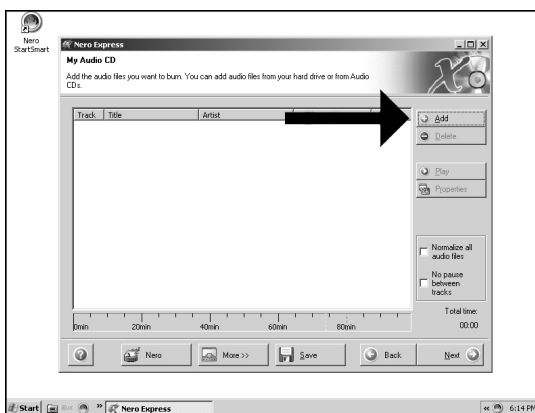 Nero
StartSmart
Nero Express
My Audio CD
Add the audio files you want to burn. You can add audio files from your hard drive or from Audio
CDs.
Track Title Artist
Add
Delete
Play
Properties
Normalize all
audio files
No pause
between
tracks
Total time:
00:00
0min 20min 40min 60min 80min
Nero More >> Save Back Next
Start » Nero Express « 6:14 PM